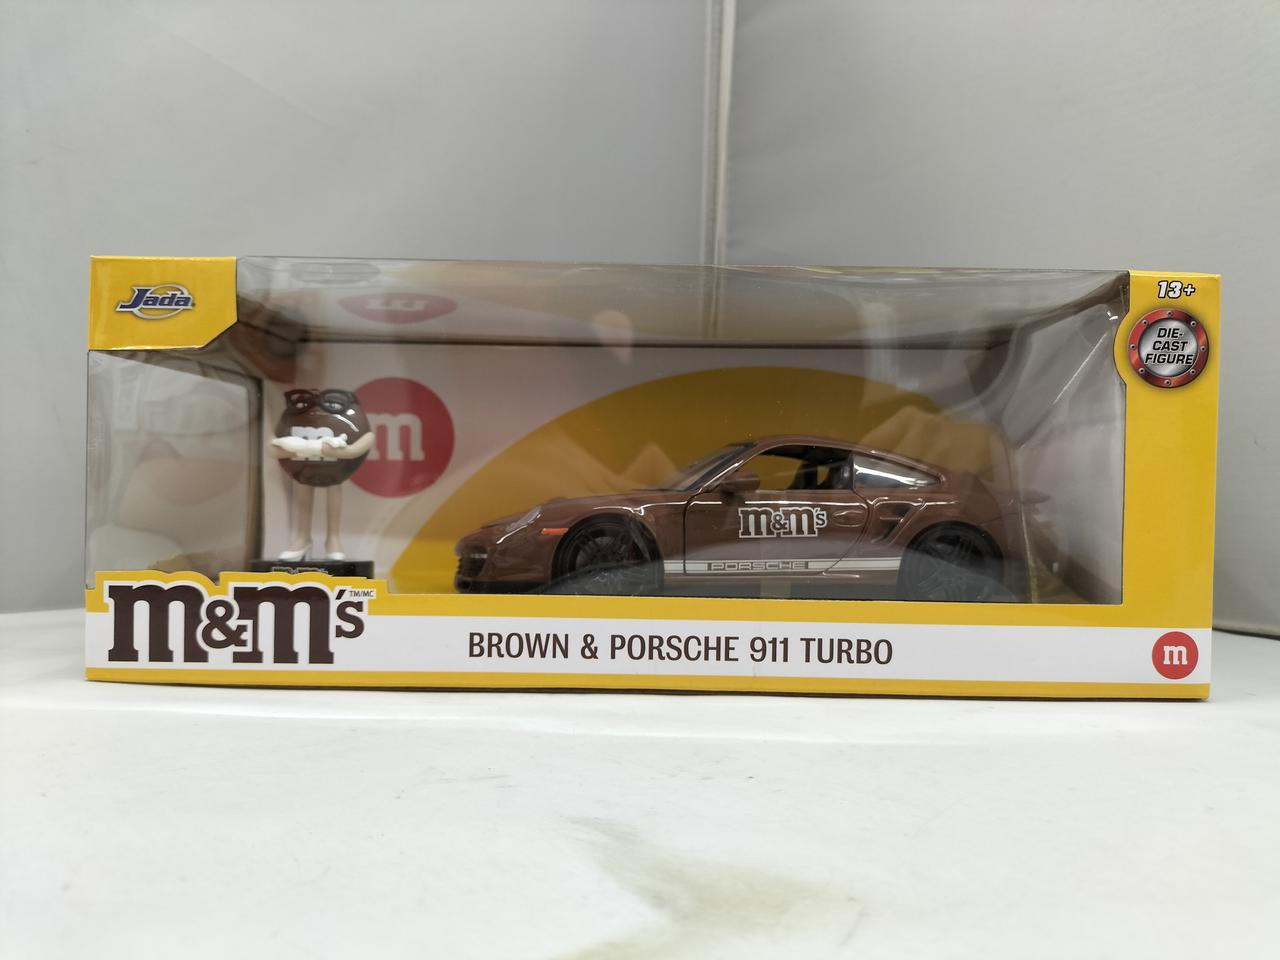 Jada
13+
DIE-
CAST
FIGURE
m
m
m&m's
PORSCHE
m&m's TM/MC
BROWN & PORSCHE 911 TURBO
m